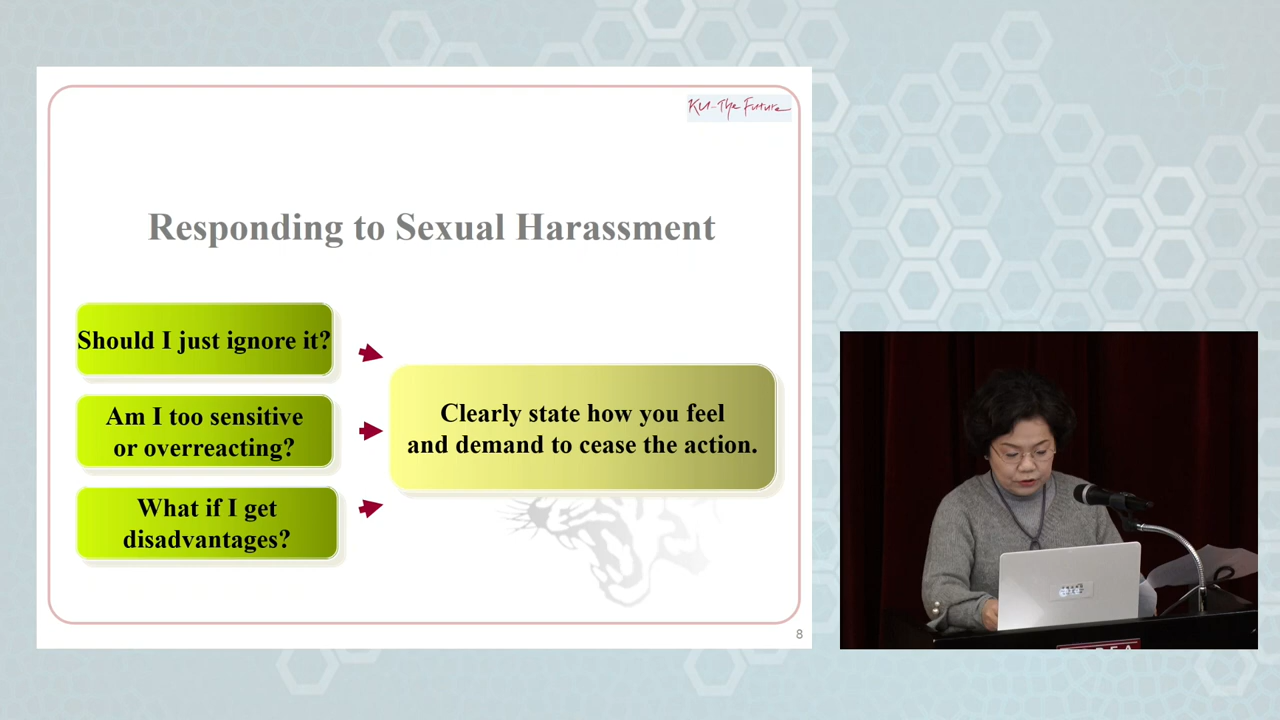 KU-The Future
Responding to Sexual Harassment
Should I just ignore it?
Am I too sensitive
or overreacting?
What if I get
disadvantages?
Clearly state how you feel
and demand to cease the action.
8